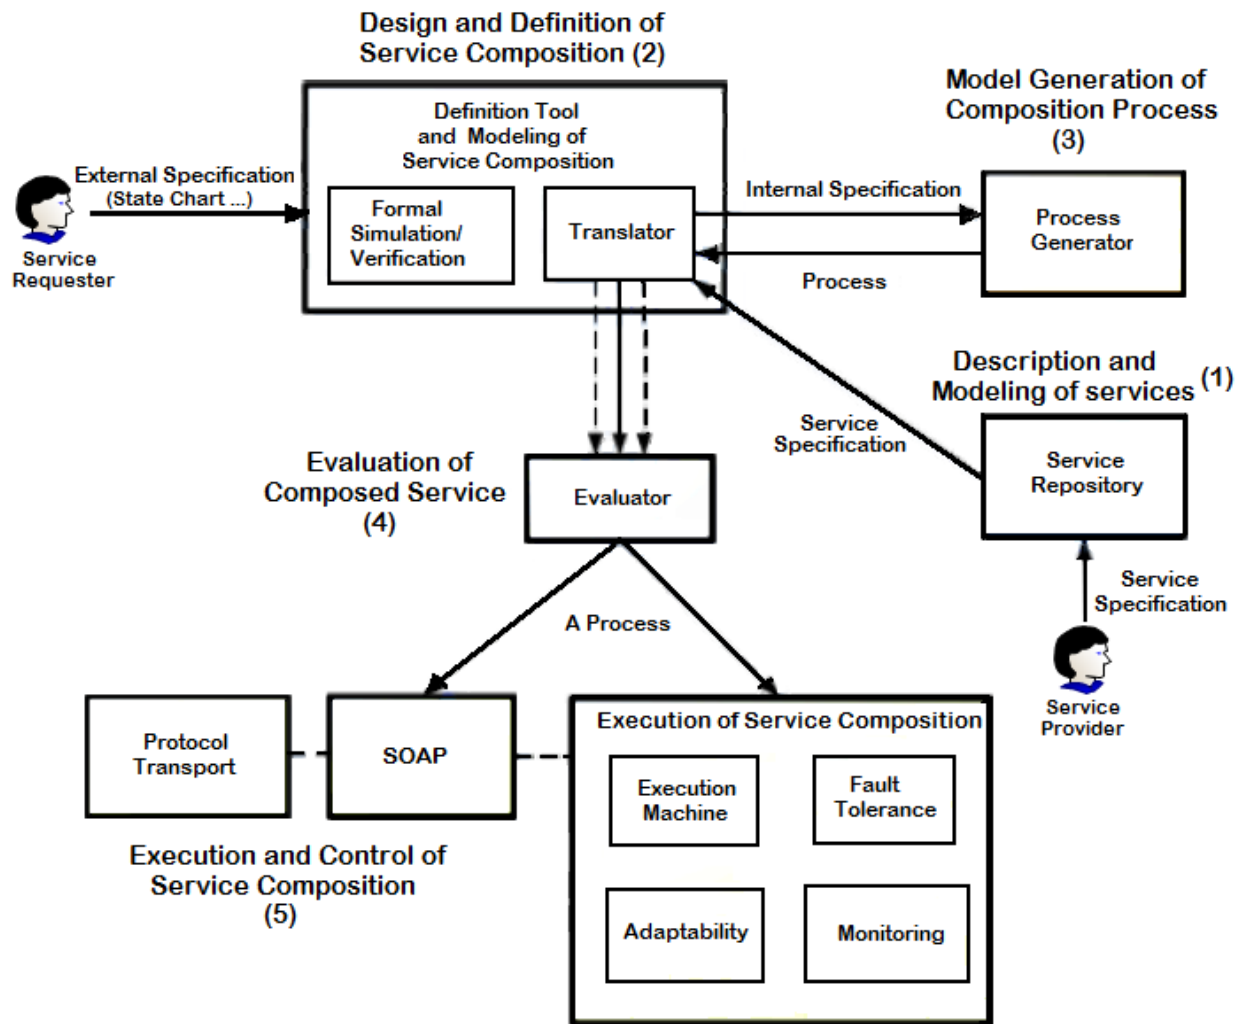 Design and Definition of
Service Composition (2)
Definition Tool
and Modeling of
Service Composition
Formal
Simulation/
Verification
Translator
External Specification
(State Chart ...)
Service
Requester
Internal Specification
Process
Model Generation of
Composition Process
(3)
Process
Generator
Description and
Modeling of services (1)
Service
Specification
Service
Repository
Service
Specification
Service
Provider
Evaluation of
Composed Service
(4)
Evaluator
A Process
Protocol
Transport
SOAP
Execution and Control of
Service Composition
(5)
Execution of Service Composition
Execution
Machine
Fault
Tolerance
Adaptability
Monitoring